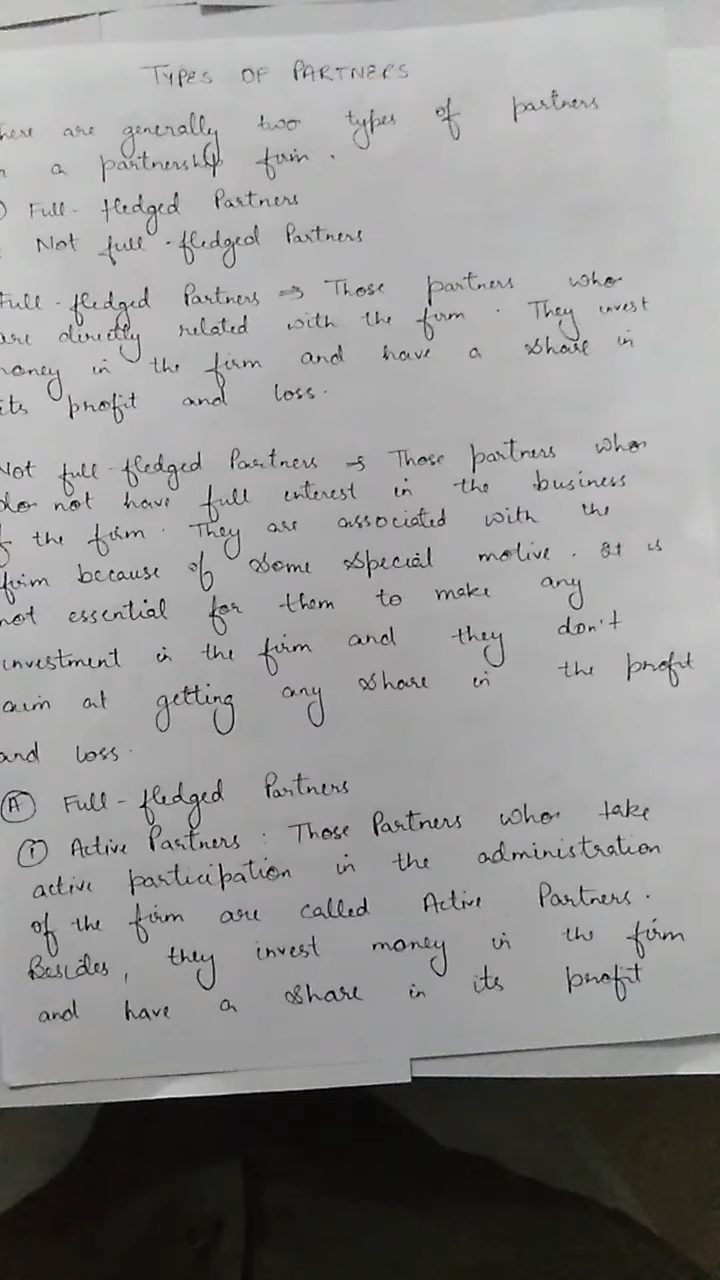 TYPES OF PARTNERS
here are generally two types of partners
a partnership firm.
) Full-fledged Partners
Not full-fledged Partners
Full-fledged Partners ⇒ Those partners who
are directly related with the firm. They invest
money in the firm and have a share in
its profit and loss.
Not full-fledged Partners ⇒ Those partners who
do not have full interest in the business
f the firm. They are associated with the
firm because of some special motive. It is
not essential for them to make any
investment in the firm and they don't
aim at getting any share in the profit
and loss.
Ⓐ Full-fledged Partners
① Active Partners: Those Partners who take
active participation in the administration
of the firm are called Active Partners.
Besides, they invest money in the firm
and have a share in its profit